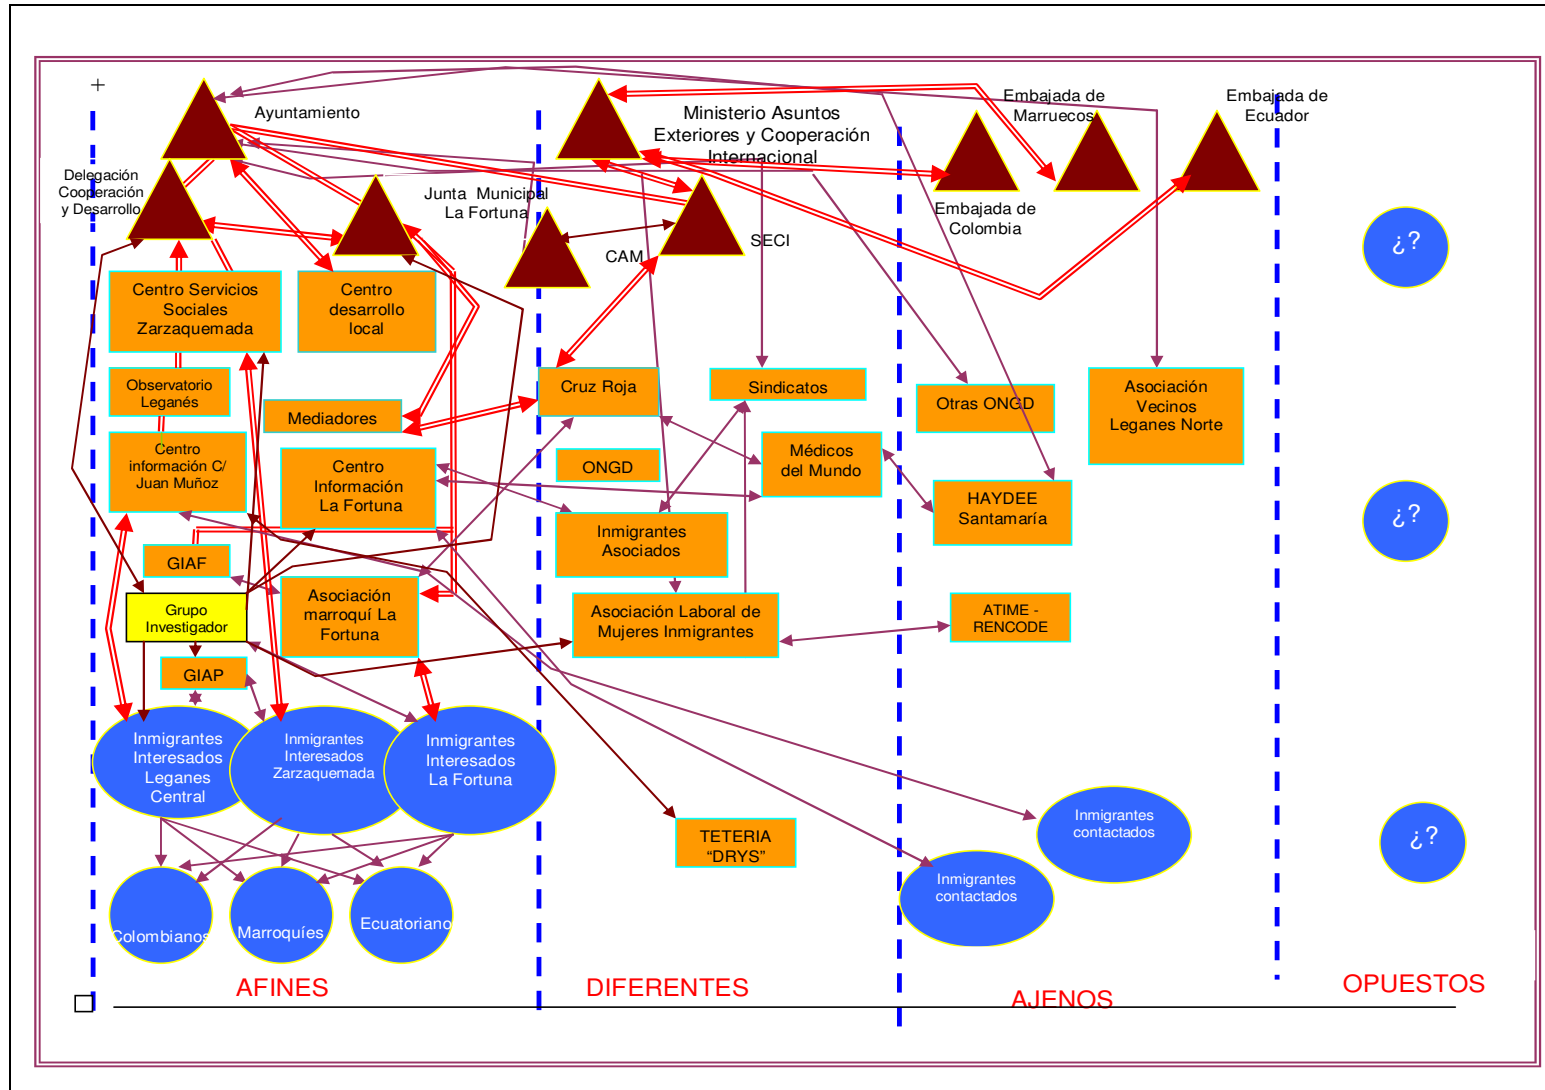 +
Ayuntamiento
Delegación
Cooperación
y Desarrollo
Junta Municipal
La Fortuna
Ministerio Asuntos
Exteriores y Cooperación
Internacional
CAM
SECI
Embajada de
Marruecos
Embajada de
Ecuador
Embajada de
Colombia
¿?
Centro Servicios
Sociales
Zarzaquemada
Centro
desarrollo
local
Observatorio
Leganés
Mediadores
Cruz Roja
Sindicatos
Otras ONGD
Asociación
Vecinos
Leganes Norte
Centro
información C/
Juan Muñoz
Centro
Información
La Fortuna
ONGD
Médicos
del Mundo
HAYDEE
Santamaría
¿?
Inmigrantes
Asociados
GIAF
Grupo
Investigador
Asociación
marroquí La
Fortuna
Asociación Laboral de
Mujeres Inmigrantes
ATIME -
RENCODE
GIAP
Inmigrantes
Interesados
Leganes
Central
Inmigrantes
Interesados
Zarzaquemada
Inmigrantes
Interesados
La Fortuna
TETERIA
“DRYS”
Inmigrantes
contactados
Inmigrantes
contactados
¿?
Colombianos
Marroquíes
Ecuatoriano
AFINES
DIFERENTES
AJENOS
OPUESTOS